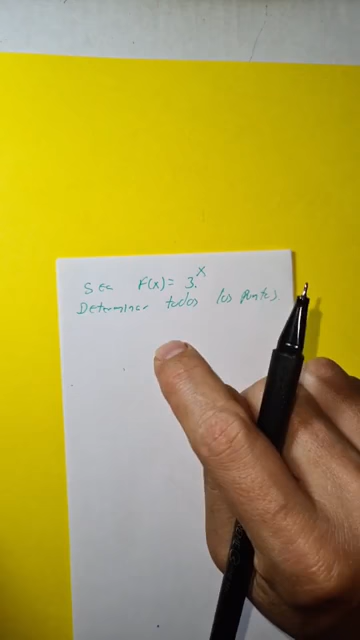 Sea F(x) = 3.^x
Determinar todos los puntos.